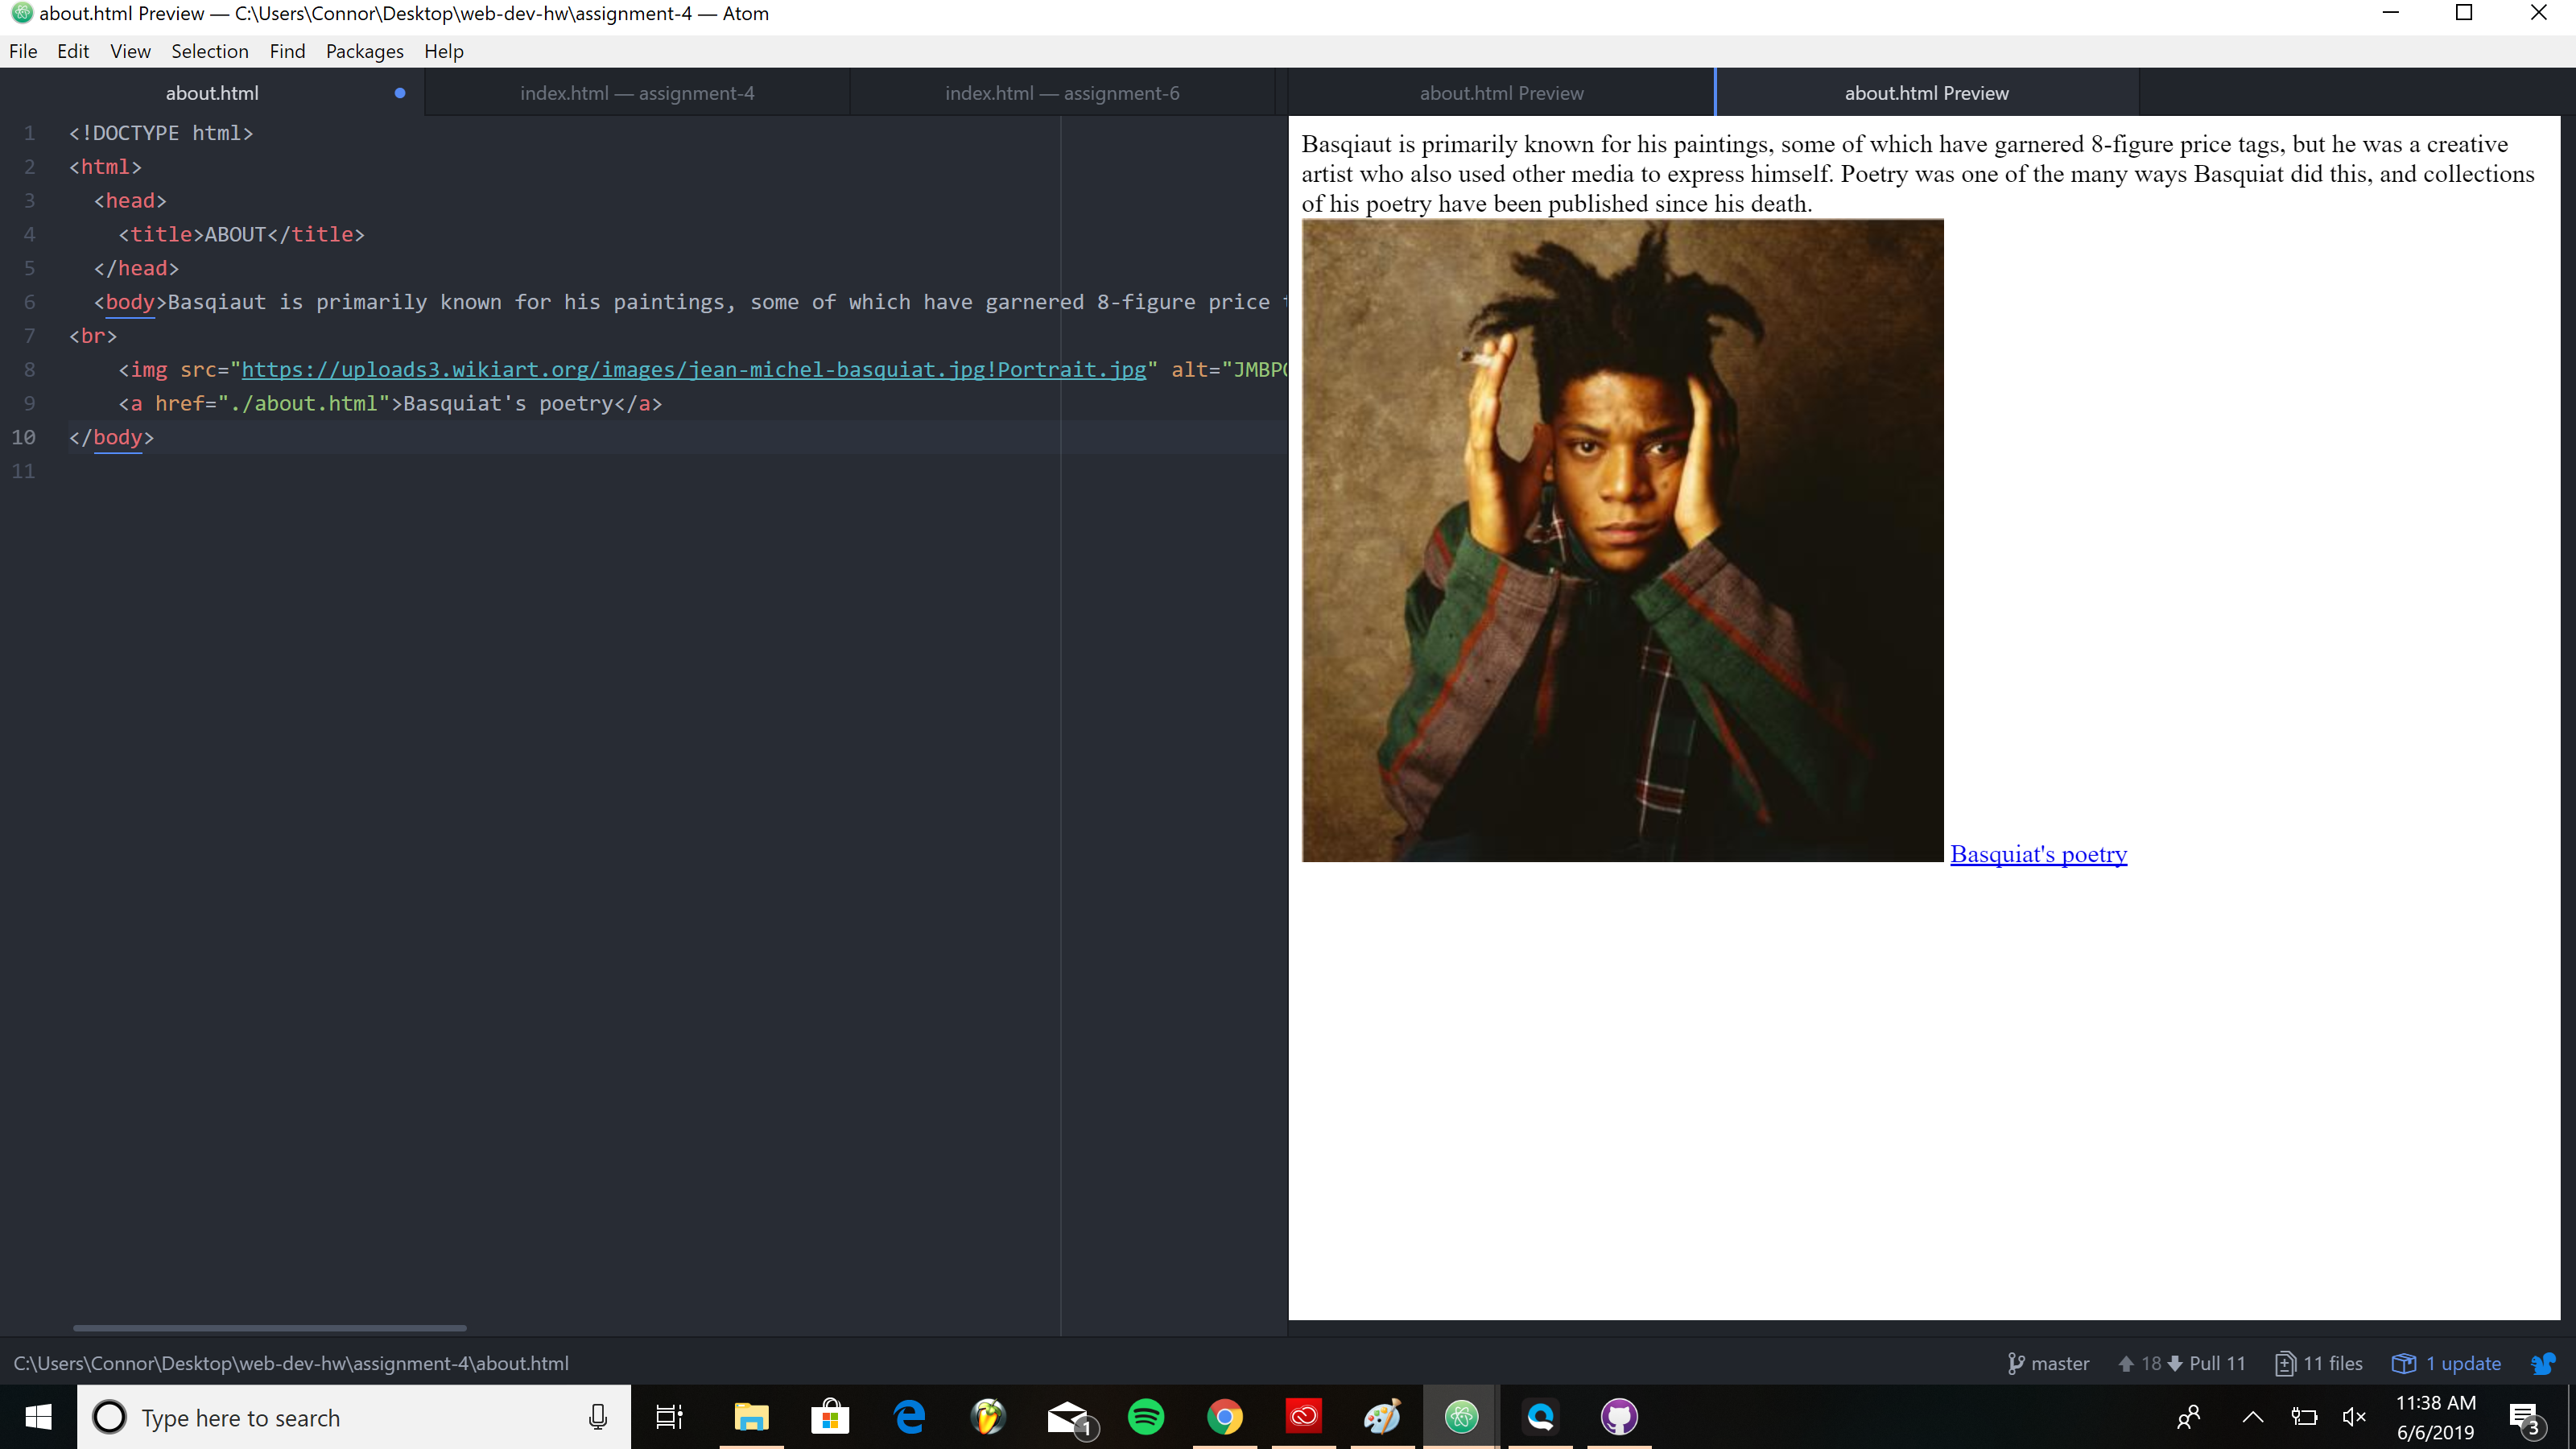 about.html Preview — C:\Users\Connor\Desktop\web-dev-hw\assignment-4 — Atom
File Edit View Selection Find Packages Help
about.html
index.html — assignment-4
index.html — assignment-6
about.html Preview
about.html Preview
1 <!DOCTYPE html>
2 <html>
3 <head>
4 <title>ABOUT</title>
5 </head>
6 <body>Basqiaut is primarily known for his paintings, some of which have garnered 8-figure price
7 <br>
8 <img src="https://uploads3.wikiart.org/images/jean-michel-basquiat.jpg!Portrait.jpg" alt="JMBP
9 <a href="./about.html">Basquiat's poetry</a>
10 </body>
11
Basqiaut is primarily known for his paintings, some of which have garnered 8-figure price tags, but he was a creative
artist who also used other media to express himself. Poetry was one of the many ways Basquiat did this, and collections
of his poetry have been published since his death.
Basquiat's poetry
C:\Users\Connor\Desktop\web-dev-hw\assignment-4\about.html
master 18 Pull 11 11 files 1 update
Type here to search
1
11:38 AM
6/6/2019
3